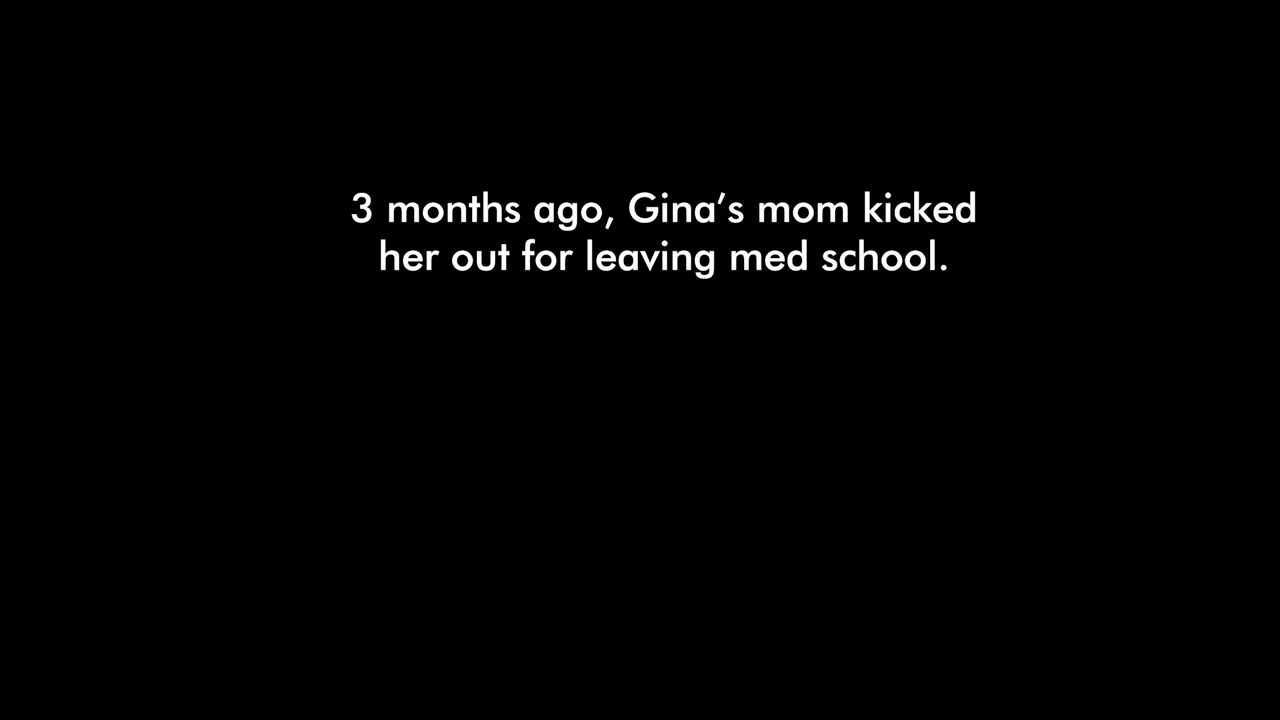 3 months ago, Gina’s mom kicked
her out for leaving med school.